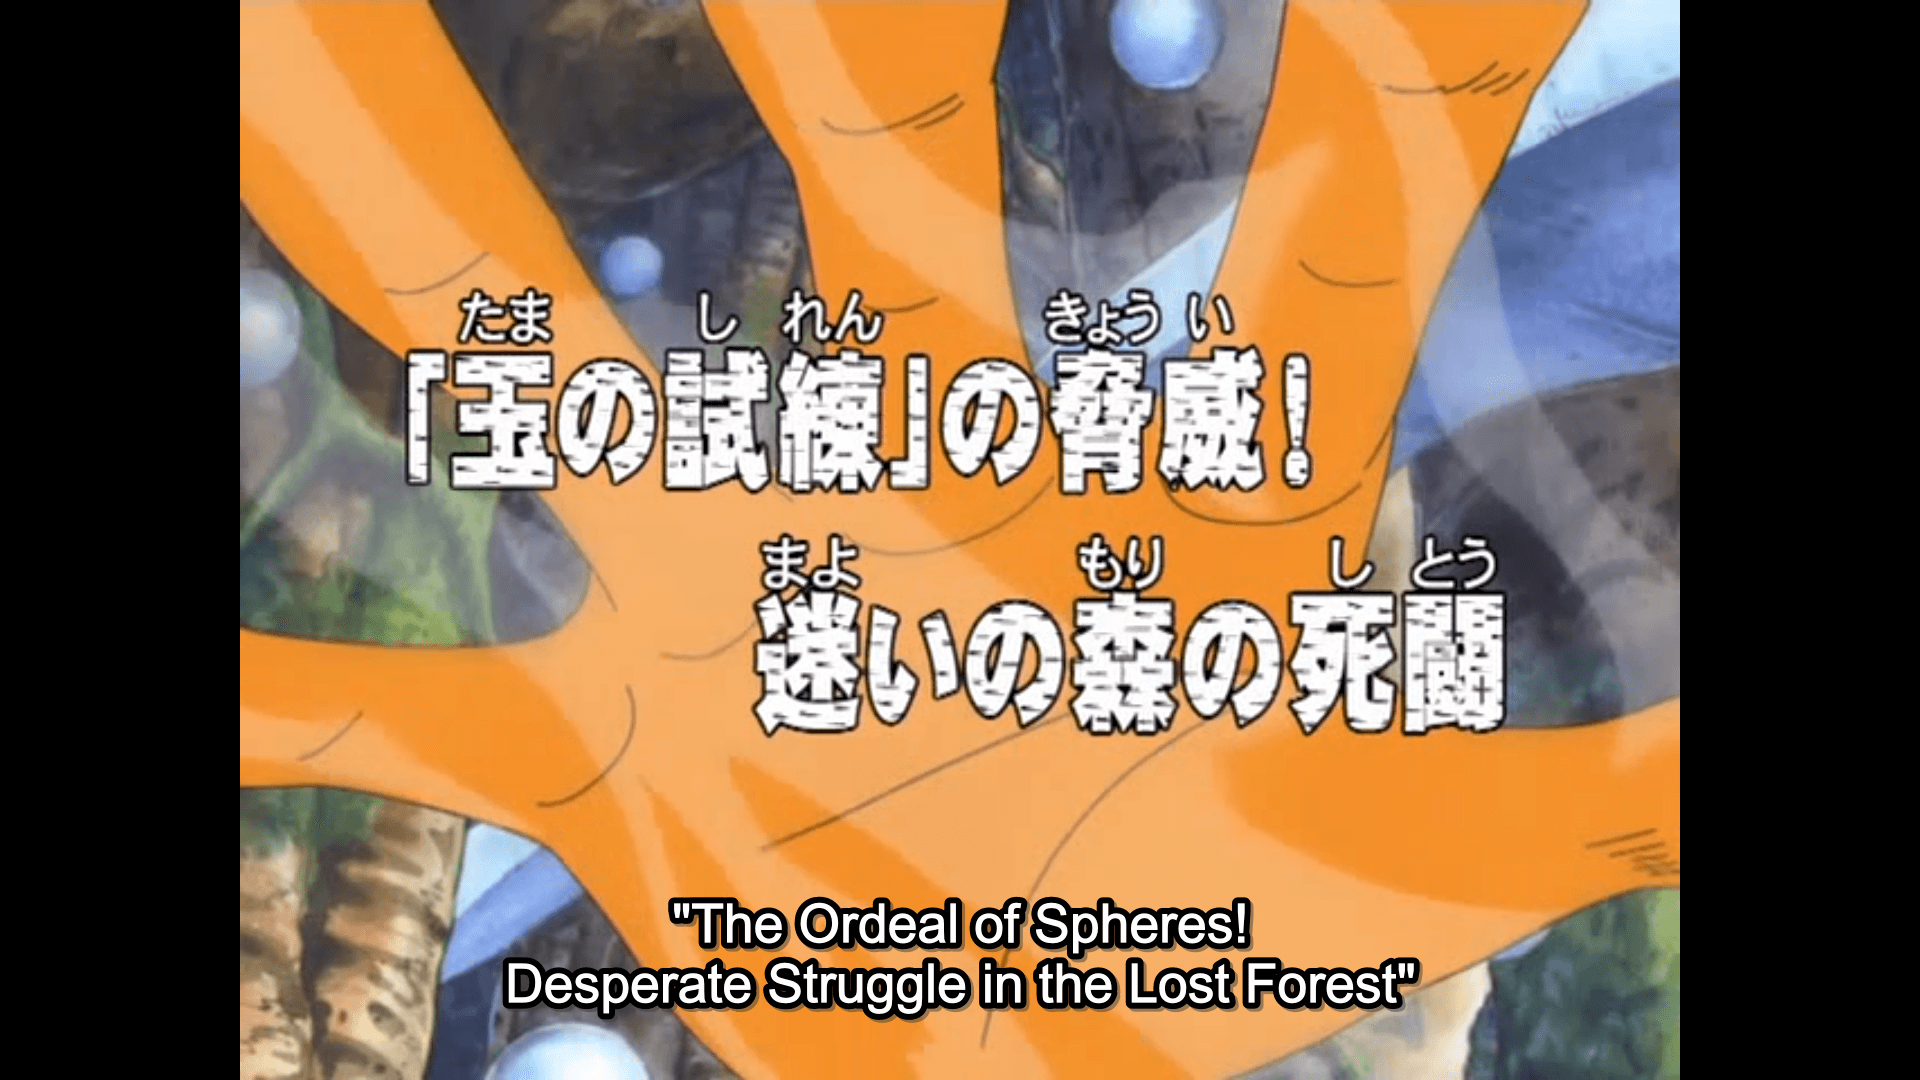 たま し れん きょう い
「玉の試練」の脅威!
まよ もり し とう
迷いの森の死闘
"The Ordeal of Spheres!
Desperate Struggle in the Lost Forest"